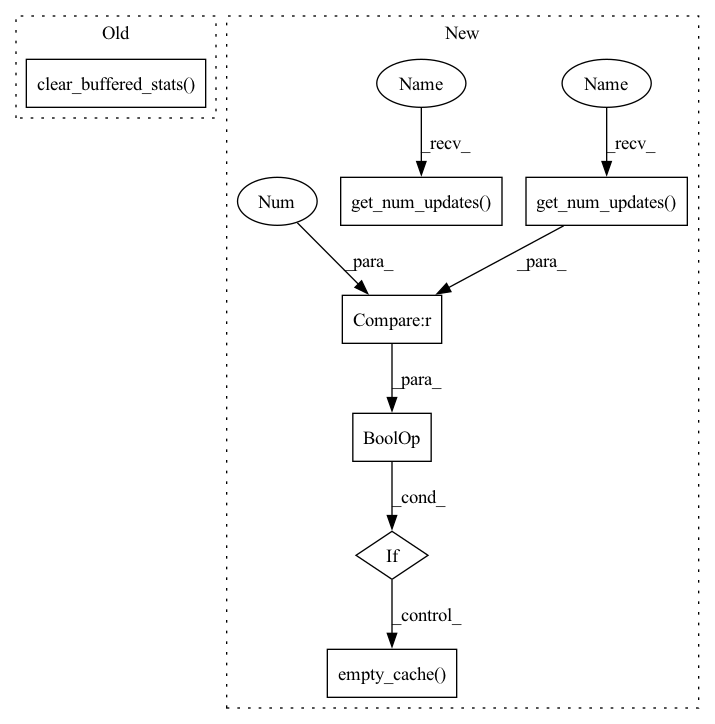 Old
New
clear_buffered_stats()
Name
Name
_recv_
_recv_
Num
get_num_updates()
get_num_updates()
_para_
_para_
Compare:r
_para_
BoolOp
_cond_
If
_control_
empty_cache()